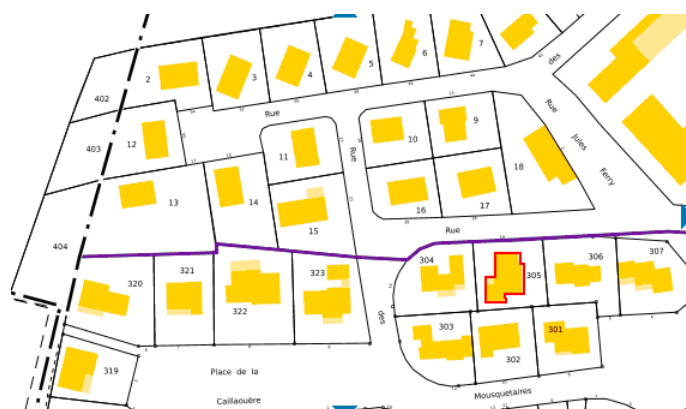 7
6
5
4
3
2
des
402
Rue
Rue
9
10
12
403
Jules
11
Rue
18
Ferry
14
13
16
17
15
Rue
404
304
305
306
307
323
321
320
322
des
303
301
302
319
Place de la
Mousquetaires
Caillaouère